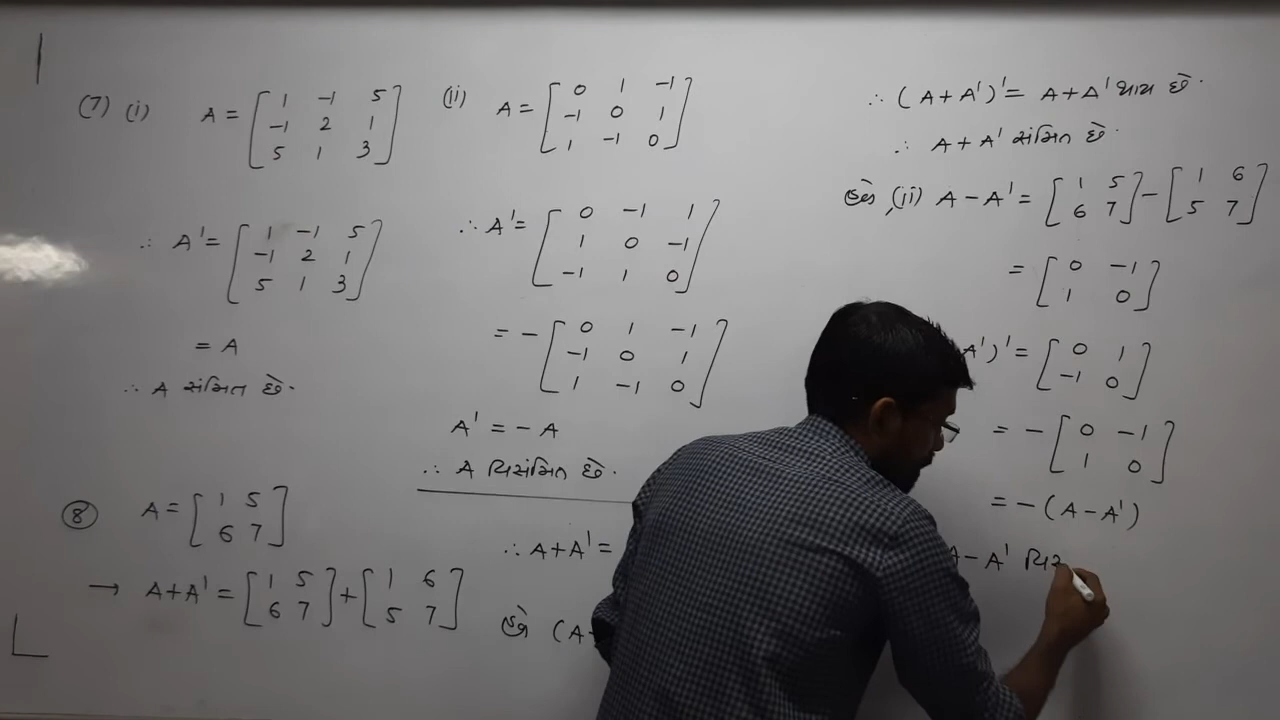 (7) (i) A = [ 1 -1 5
-1 2 1
5 1 3 ]
∴ A' = [ 1 -1 5
-1 2 1
5 1 3 ]
= A
∴ A સંમિત છે.
(ii) A = [ 0 1 -1
-1 0 1
1 -1 0 ]
∴ A' = [ 0 -1 1
1 0 -1
-1 1 0 ]
= - [ 0 1 -1
-1 0 1
1 -1 0 ]
A' = - A
∴ A વિસંમિત છે.
⑧ A = [ 1 5
6 7 ]
→ A+A' = [ 1 5
6 7 ] + [ 1 6
5 7 ]
∴ A+A' =
હવે (A
∴ (A+A')' = A+A' થાય છે.
∴ A+A' સંમિત છે.
હવે, (ii) A-A' = [ 1 5
6 7 ] - [ 1 6
5 7 ]
= [ 0 -1
1 0 ]
A')' = [ 0 1
-1 0 ]
= - [ 0 -1
1 0 ]
= - (A-A')
A-A' વિસ